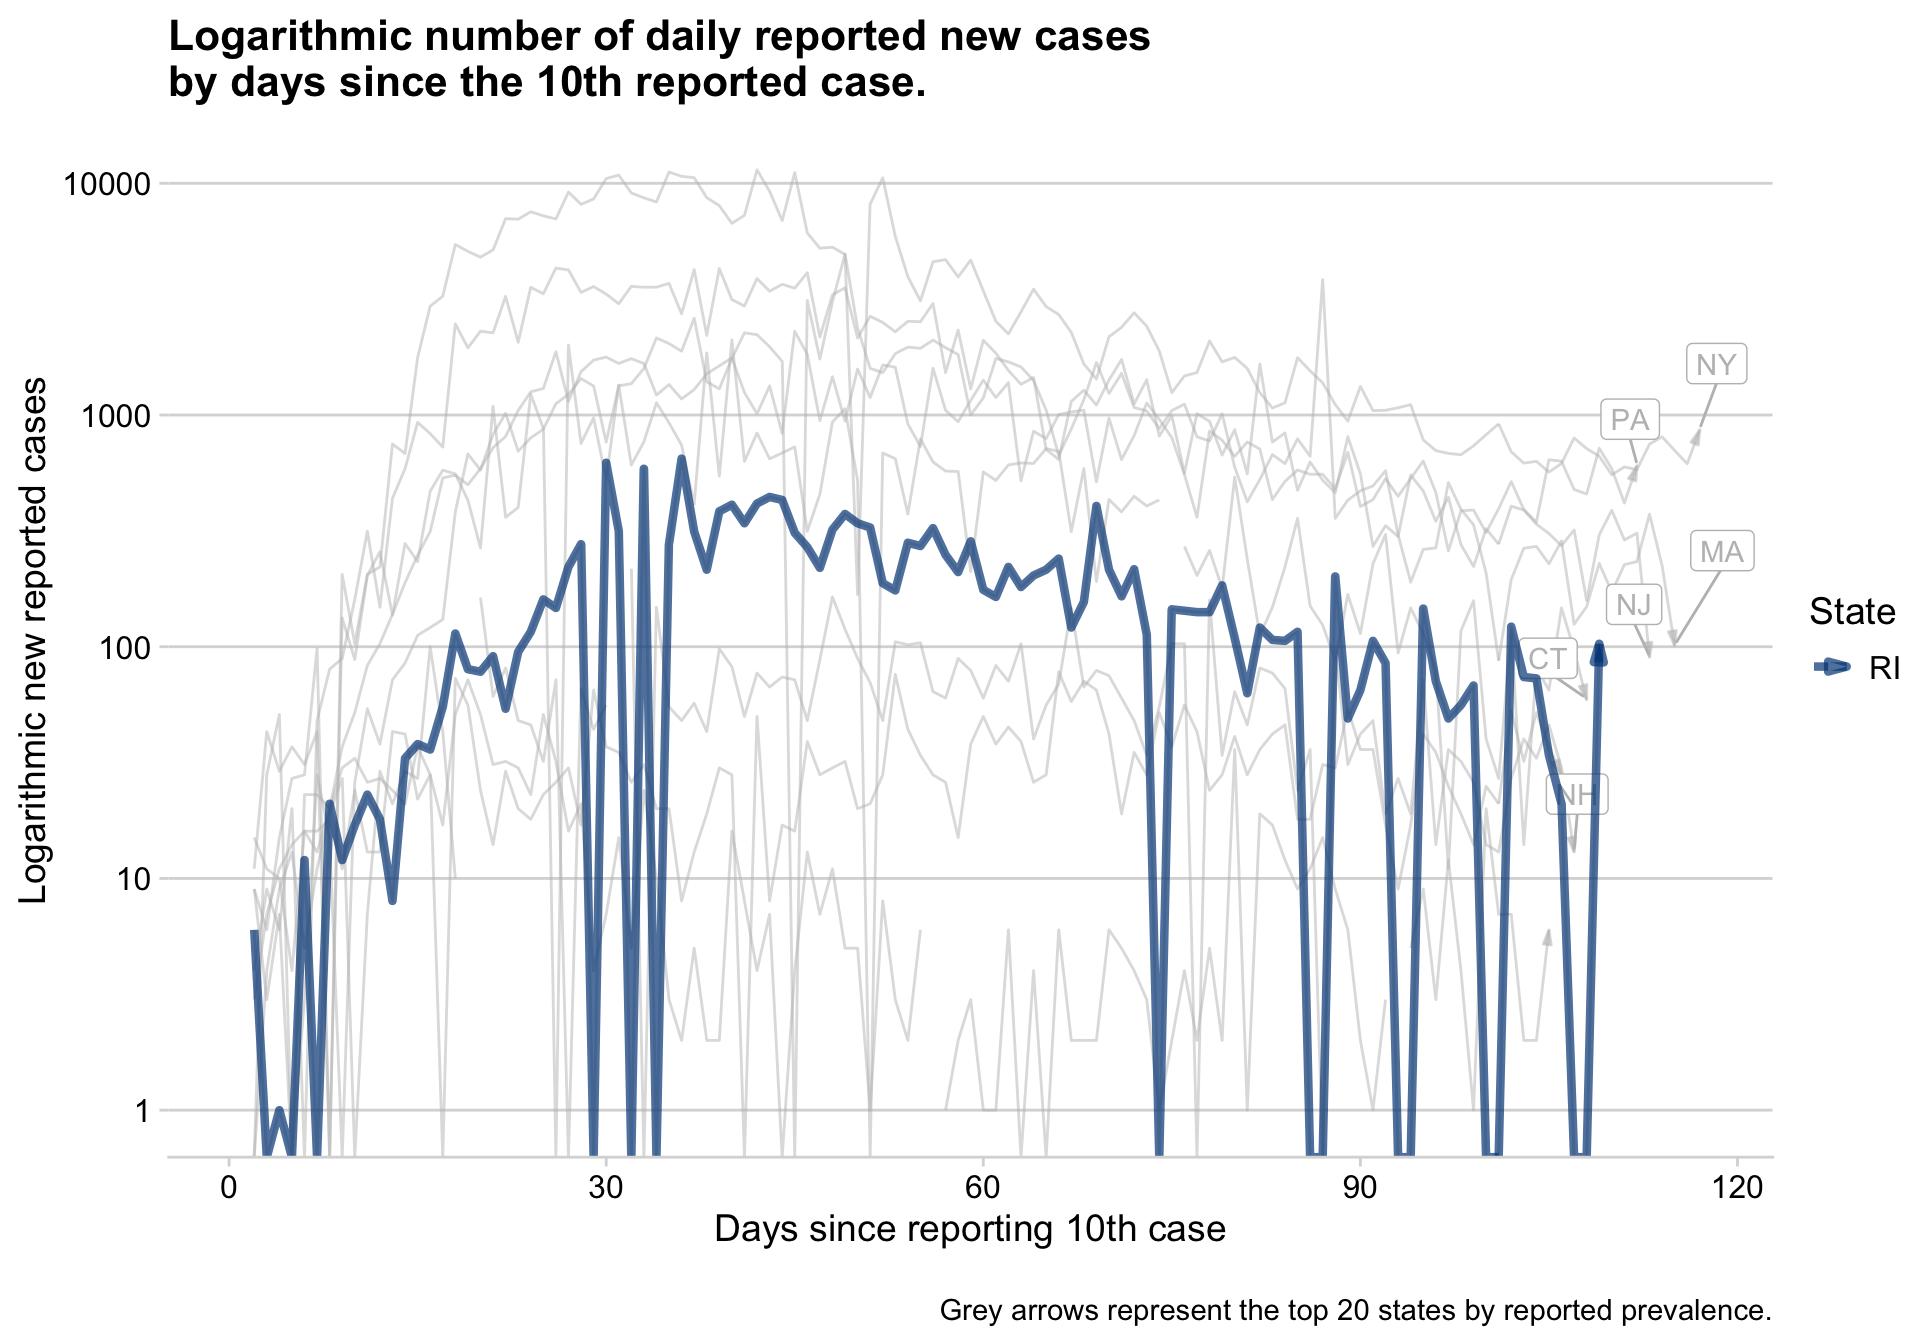 Logarithmic number of daily reported new cases
by days since the 10th reported case.
Logarithmic new reported cases
10000
1000
100
10
1
NY
PA
MA
NJ
CT
NH
State
RI
0
30
60
90
120
Days since reporting 10th case
Grey arrows represent the top 20 states by reported prevalence.